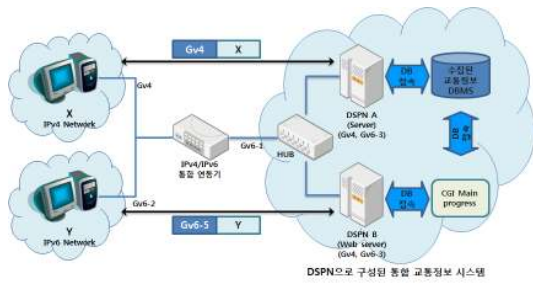 Gv4 X
X
IPv4 Network
Gv4
IPv4/IPv6
통합 연동기
Gv6-1
HUB
DSPN A
(Server)
(Gv4, Gv6-3)
DB
접속
수집된
교통정보
DBMS
DB
접속
Y
IPv6 Network
Gv6-2
Gv6-5 Y
DSPN B
(Web server)
(Gv4, Gv6-3)
DB
접속
CGI Main
progress
DSPN으로 구성된 통합 교통정보 시스템